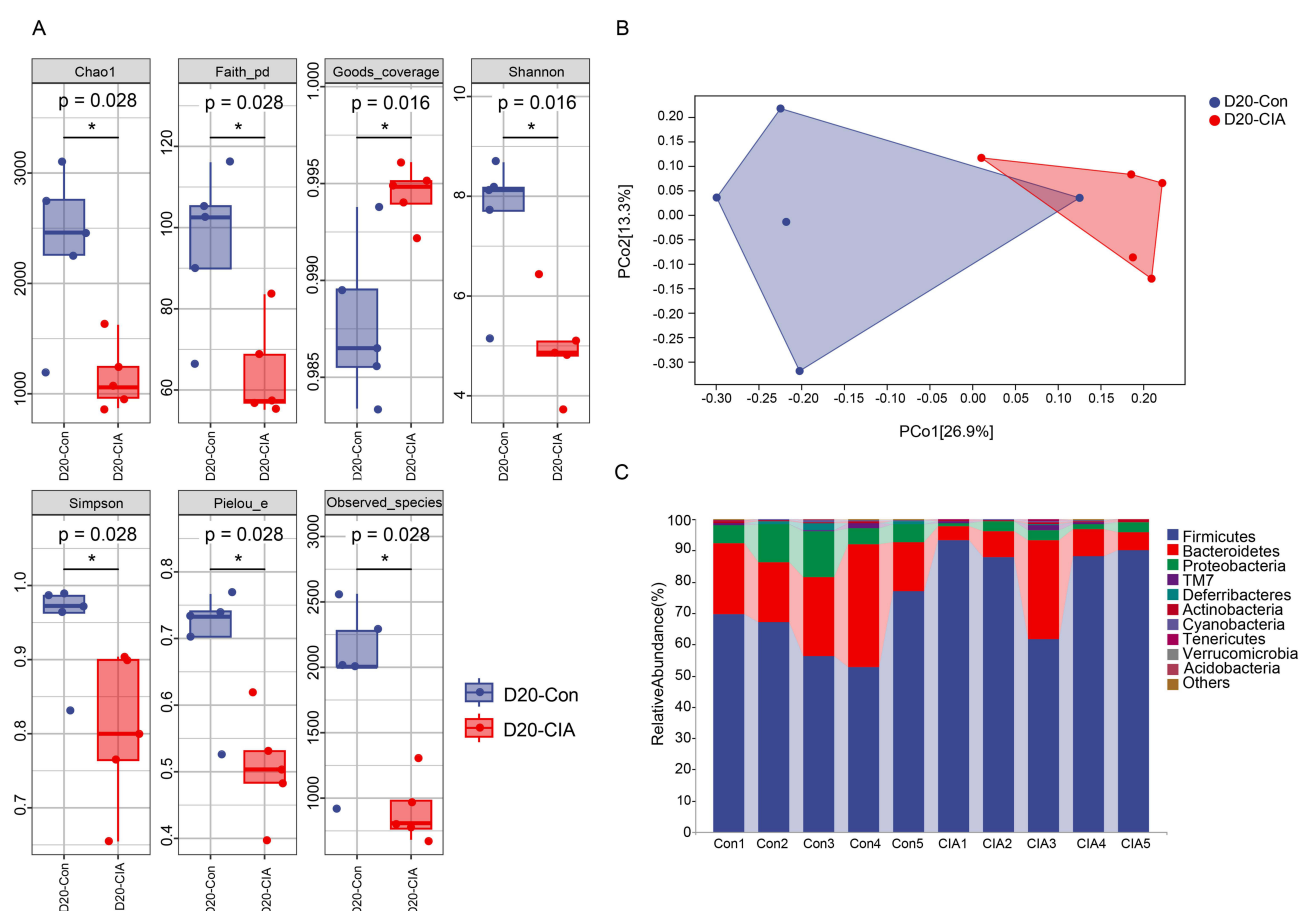 A
Chao1
Faith_pd
Goods_coverage
Shannon
p = 0.028
p = 0.028
p = 0.016
p = 0.016
*
*
*
*
3000
2000
1000
120
100
80
60
1.000
0.995
0.990
0.985
10
8
6
4
D20-Con
D20-CIA
D20-Con
D20-CIA
D20-Con
D20-CIA
D20-Con
D20-CIA
Simpson
Pielou_e
Observed_species
p = 0.028
p = 0.028
p = 0.028
*
*
*
1.0
0.9
0.8
0.7
0.8
0.7
0.6
0.5
0.4
3000
2500
2000
1500
1000
D20-Con
D20-CIA
D20-Con
D20-CIA
D20-Con
D20-CIA
D20-Con
D20-CIA
B
D20-Con
D20-CIA
PCo2[13.3%]
0.20
0.15
0.10
0.05
0.00
-0.05
-0.10
-0.15
-0.20
-0.25
-0.30
-0.30 -0.25 -0.20 -0.15 -0.10 -0.05 0.00 0.05 0.10 0.15 0.20
PCo1[26.9%]
C
RelativeAbundance(%)
100
90
80
70
60
50
40
30
20
10
0
Con1 Con2 Con3 Con4 Con5 CIA1 CIA2 CIA3 CIA4 CIA5
Firmicutes
Bacteroidetes
Proteobacteria
TM7
Deferribacteres
Actinobacteria
Cyanobacteria
Tenericutes
Verrucomicrobia
Acidobacteria
Others